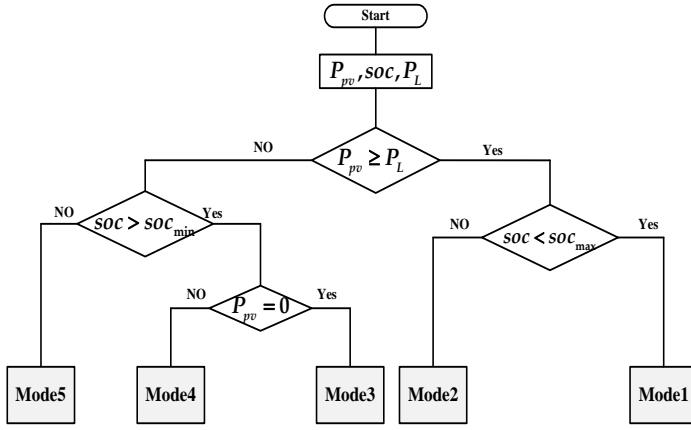 Start
P_pv, soc, P_L
NO
P_pv ≥ P_L
Yes
NO
soc > soc_min
Yes
NO
soc < soc_max
Yes
NO
P_pv = 0
Yes
Mode5
Mode4
Mode3
Mode2
Mode1